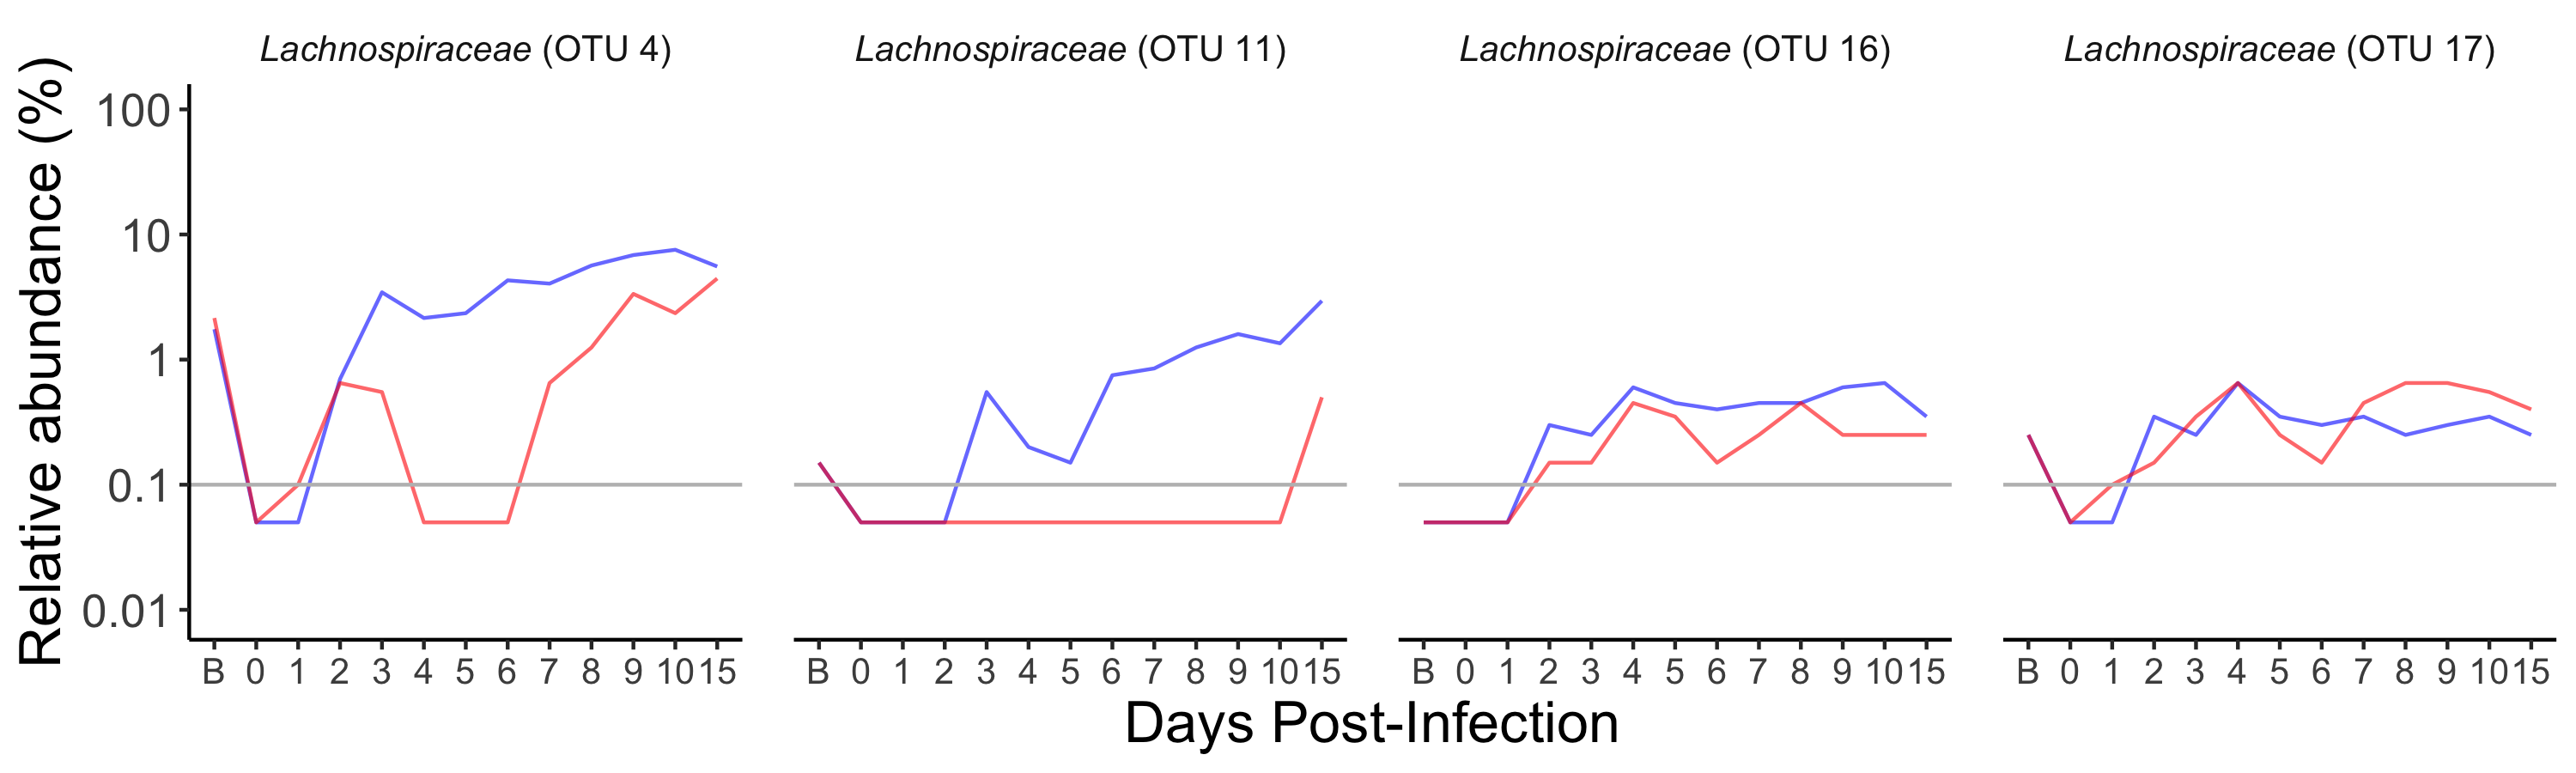 Lachnospiraceae (OTU 4)
Lachnospiraceae (OTU 11)
Lachnospiraceae (OTU 16)
Lachnospiraceae (OTU 17)
Relative abundance (%)
100
10
1
0.1
0.01
B 0 1 2 3 4 5 6 7 8 9 10 15
B 0 1 2 3 4 5 6 7 8 9 10 15
B 0 1 2 3 4 5 6 7 8 9 10 15
B 0 1 2 3 4 5 6 7 8 9 10 15
Days Post-Infection